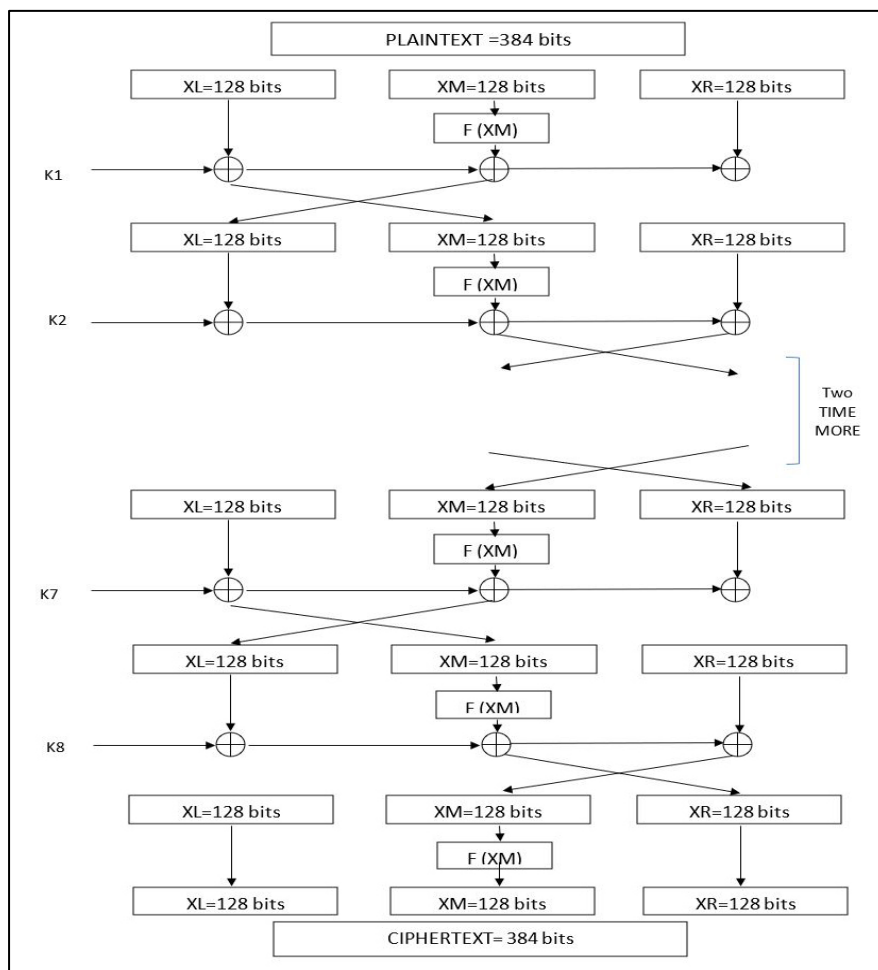 PLAINTEXT =384 bits
XL=128 bits XM=128 bits XR=128 bits
F (XM)
K1
XL=128 bits XM=128 bits XR=128 bits
F (XM)
K2
Two
TIME
MORE
XL=128 bits XM=128 bits XR=128 bits
F (XM)
K7
XL=128 bits XM=128 bits XR=128 bits
F (XM)
K8
XL=128 bits XM=128 bits XR=128 bits
F (XM)
XL=128 bits XM=128 bits XR=128 bits
CIPHERTEXT= 384 bits